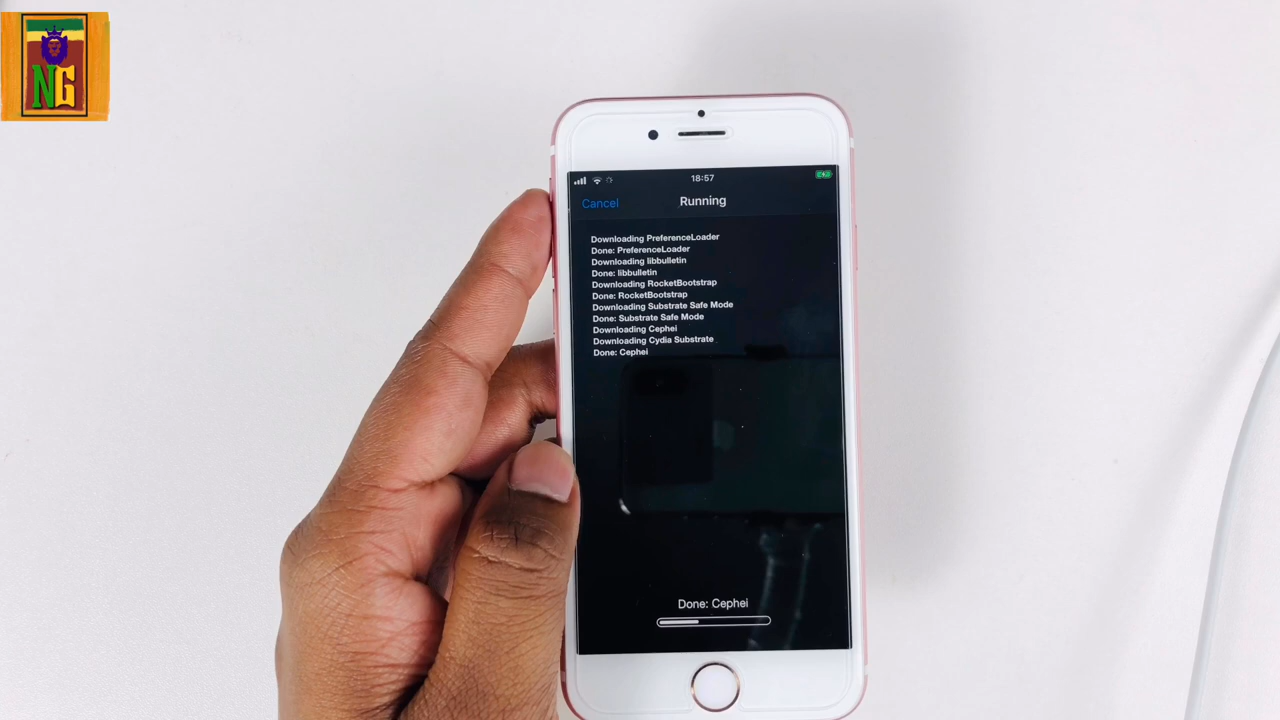 NG
18:57
Cancel
Running
Downloading PreferenceLoader
Done: PreferenceLoader
Downloading libbulletin
Done: libbulletin
Downloading RocketBootstrap
Done: RocketBootstrap
Downloading Substrate Safe Mode
Done: Substrate Safe Mode
Downloading Cephei
Downloading Cydia Substrate
Done: Cephei
Done: Cephei